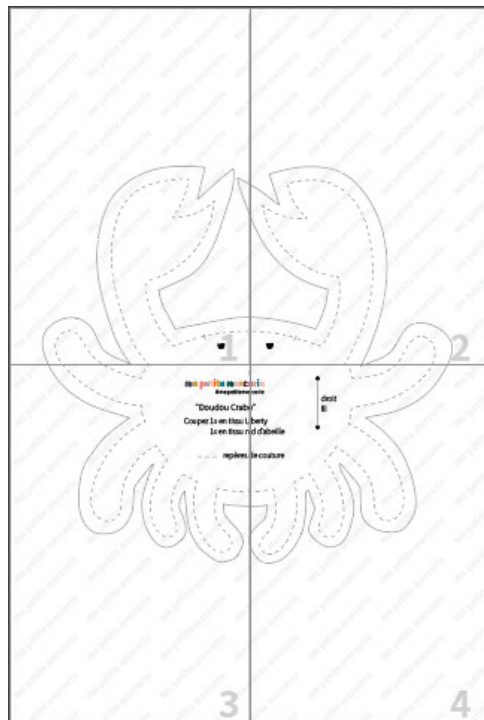 1
2
ma petite mercerie
"Doudou Crabe"
droit
fil
Coupez 1x en tissu Liberty
1x en tissu nid d'abeille
repères de couture
3
4